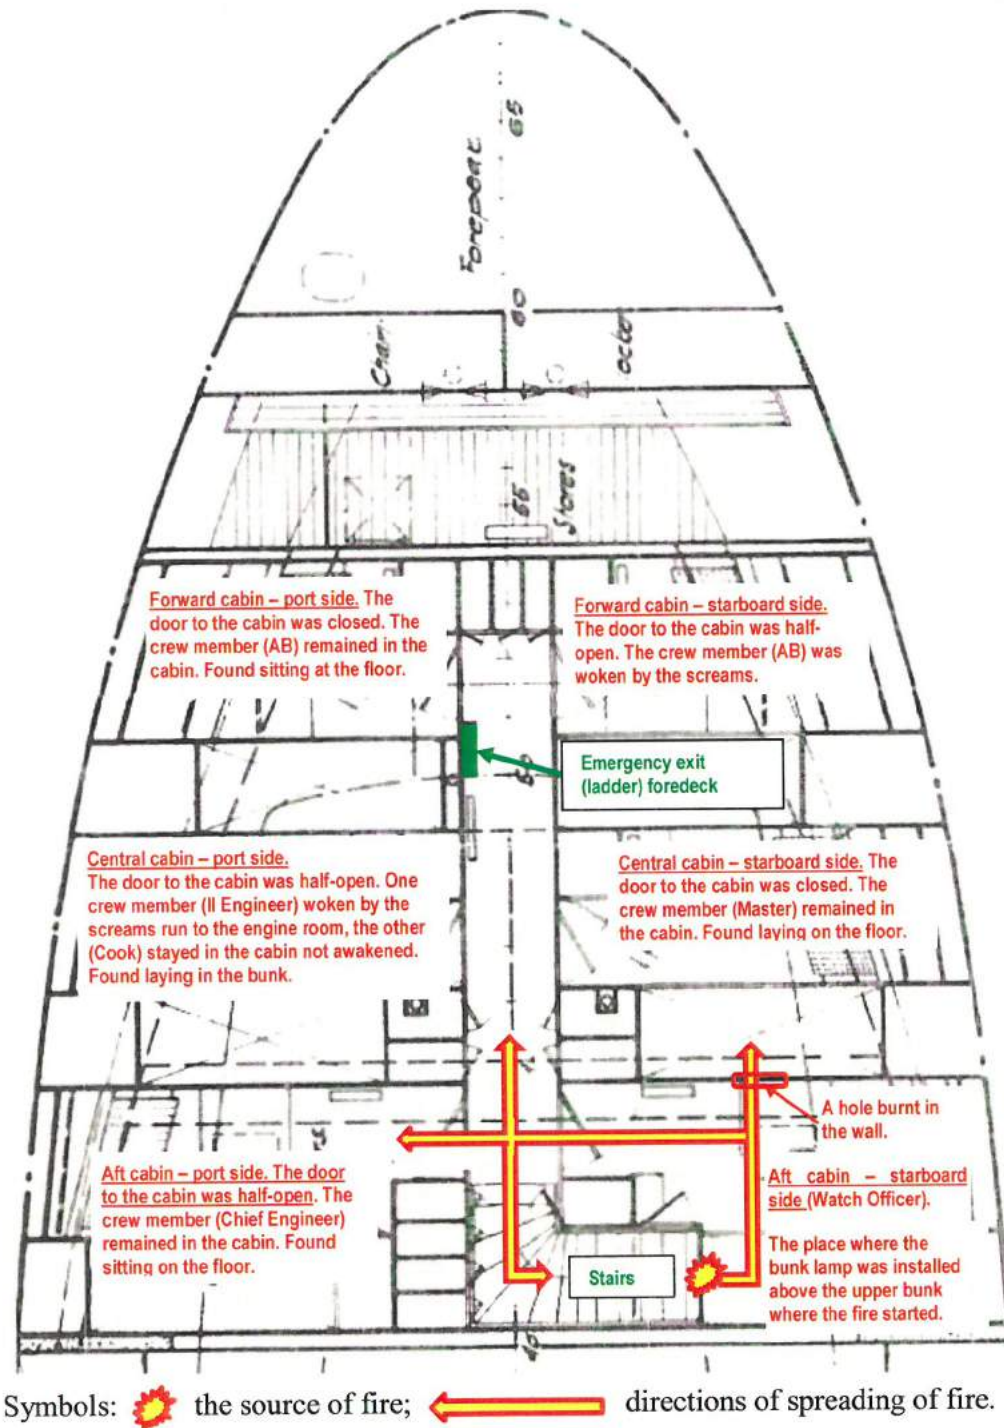 65
Forepeak
60
Chain
locker
55
Stores
Forward cabin – port side. The
door to the cabin was closed. The
crew member (AB) remained in the
cabin. Found sitting at the floor.
Forward cabin – starboard side.
The door to the cabin was half-
open. The crew member (AB) was
woken by the screams.
Emergency exit
(ladder) foredeck
50
Central cabin – port side.
The door to the cabin was half-open. One
crew member (II Engineer) woken by the
screams run to the engine room, the other
(Cook) stayed in the cabin not awakened.
Found laying in the bunk.
Central cabin – starboard side. The
door to the cabin was closed. The
crew member (Master) remained in
the cabin. Found laying on the floor.
A hole burnt in
the wall.
Aft cabin – port side. The door
to the cabin was half-open. The
crew member (Chief Engineer)
remained in the cabin. Found
sitting on the floor.
Aft cabin – starboard
side (Watch Officer).
The place where the
bunk lamp was installed
above the upper bunk
where the fire started.
Stairs
40
Symbols: the source of fire; directions of spreading of fire.